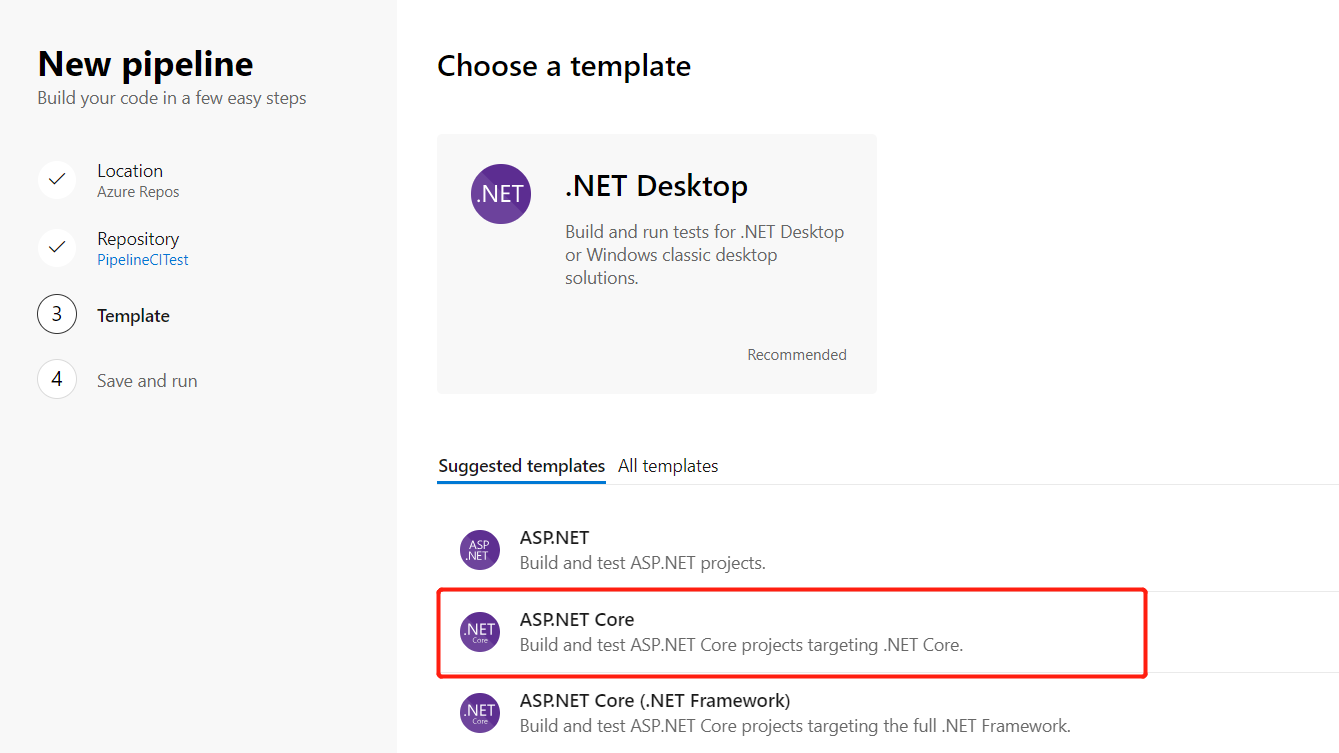 New pipeline
Build your code in a few easy steps
Location
Azure Repos
Repository
PipelineCITest
3
Template
4
Save and run
Choose a template
.NET
.NET Desktop
Build and run tests for .NET Desktop
or Windows classic desktop
solutions.
Recommended
Suggested templates
All templates
ASP
.NET
ASP.NET
Build and test ASP.NET projects.
.NET
Core
ASP.NET Core
Build and test ASP.NET Core projects targeting .NET Core.
.NET
Core
ASP.NET Core (.NET Framework)
Build and test ASP.NET Core projects targeting the full .NET Framework.